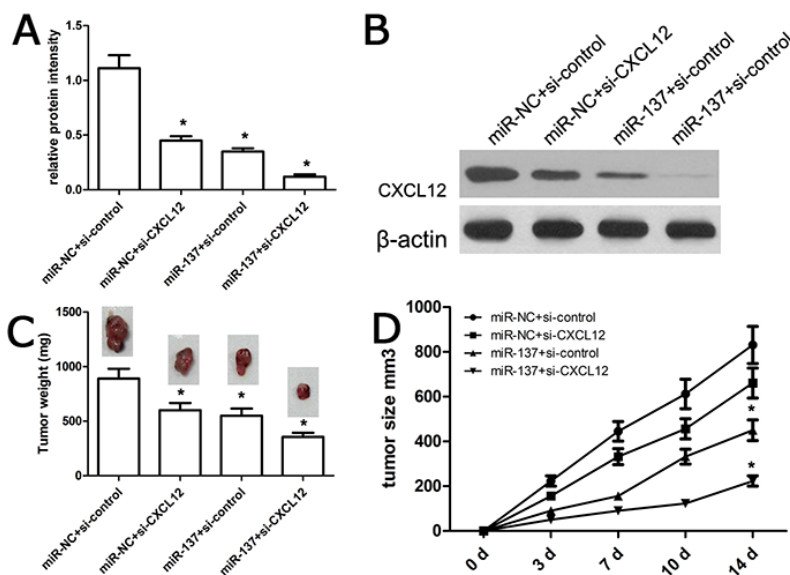 A
relative protein intensity
1.5
1.0
0.5
0.0
*
*
*
miR-NC+si-control
miR-NC+si-CXCL12
miR-137+si-control
miR-137+si-CXCL12
B
miR-NC+si-control
miR-NC+si-CXCL12
miR-137+si-control
miR-137+si-control
CXCL12
β-actin
C
Tumor weight (mg)
1500
1000
500
0
*
*
*
miR-NC+si-control
miR-NC+si-CXCL12
miR-137+si-control
miR-137+si-CXCL12
D
tumor size mm3
1000
800
600
400
200
0
miR-NC+si-control
miR-NC+si-CXCL12
miR-137+si-control
miR-137+si-CXCL12
*
*
0 d
3 d
7 d
10 d
14 d